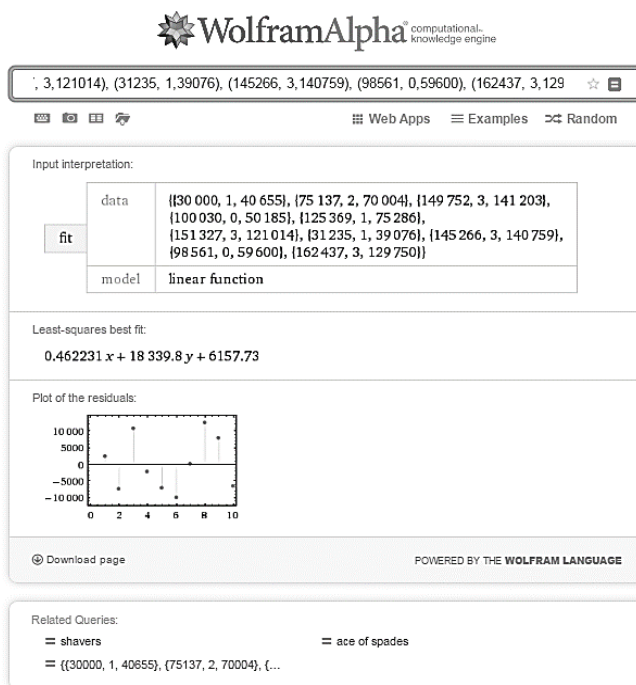 WolframAlpha computational knowledge engine
', 3,121014), (31235, 1,39076), (145266, 3,140759), (98561, 0,59600), (162437, 3,129
Web Apps Examples Random
Input interpretation:
fit
data {{30 000, 1, 40 655}, {75 137, 2, 70 004}, {149 752, 3, 141 203},
{100 030, 0, 50 185}, {125 369, 1, 75 286},
{151 327, 3, 121 014}, {31 235, 1, 39 076}, {145 266, 3, 140 759},
{98 561, 0, 59 600}, {162 437, 3, 129 750}}
model linear function
Least-squares best fit:
0.462231 x + 18 339.8 y + 6157.73
Plot of the residuals:
10 000
5000
0
-5000
-10 000
0 2 4 6 8 10
Download page POWERED BY THE WOLFRAM LANGUAGE
Related Queries:
= shavers = ace of spades
= {{30000, 1, 40655}, {75137, 2, 70004}, {...